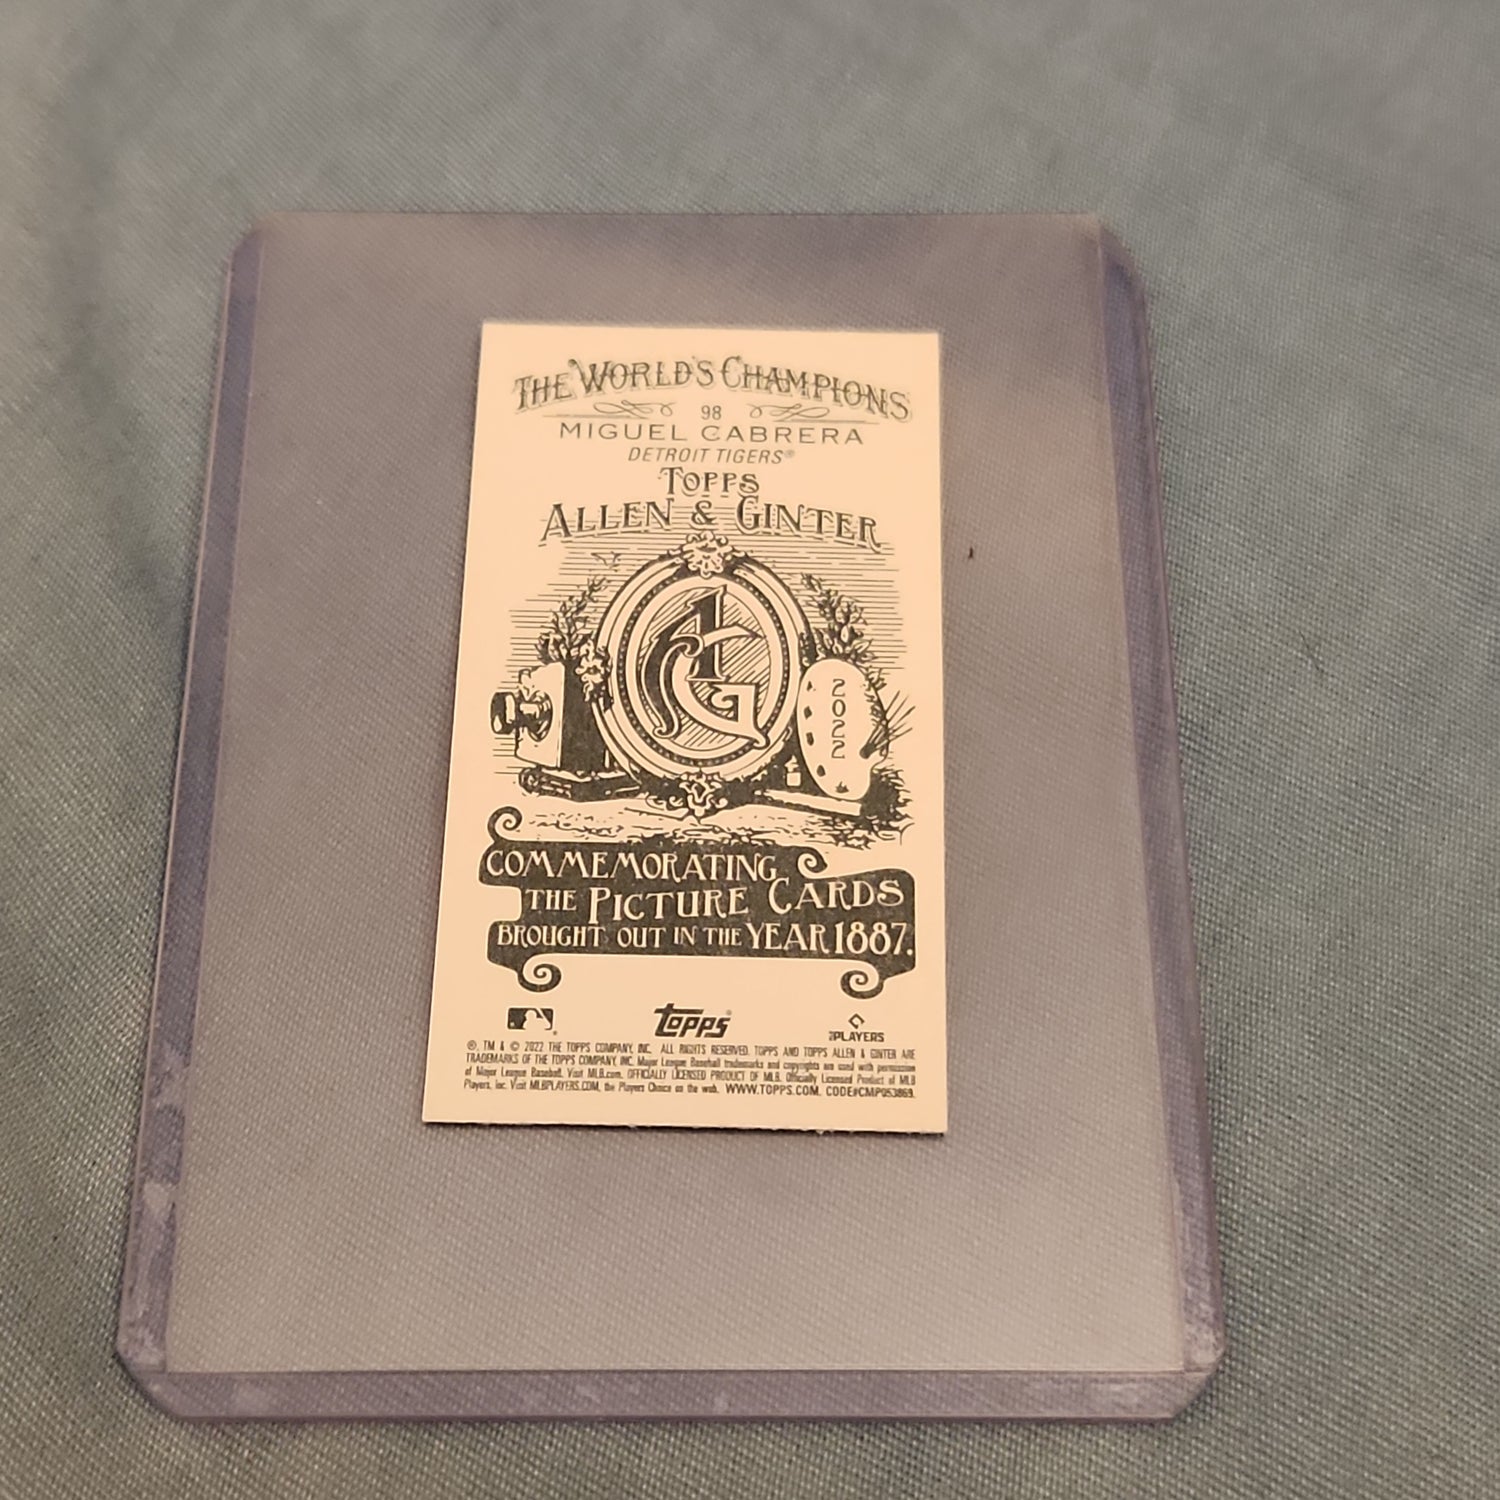 THE WORLD'S CHAMPIONS
98
MIGUEL CABRERA
DETROIT TIGERS®
TOPPS
ALLEN & GINTER
AG
2022
COMMEMORATING
THE PICTURE CARDS
BROUGHT OUT IN THE YEAR 1887.
topps®
MLB PLAYERS
®, TM & © 2022 THE TOPPS COMPANY, INC. ALL RIGHTS RESERVED. TOPPS AND TOPPS ALLEN & GINTER ARE
TRADEMARKS OF THE TOPPS COMPANY, INC. Major League Baseball trademarks and copyrights are used with permission
of Major League Baseball. Visit MLB.com. OFFICIALLY LICENSED PRODUCT OF MLB Officially Licensed Product of MLB
Players, Inc. Visit MLBPLAYERS.COM, the Players Choice on the web. WWW.TOPPS.COM. CODE#CMP053869.